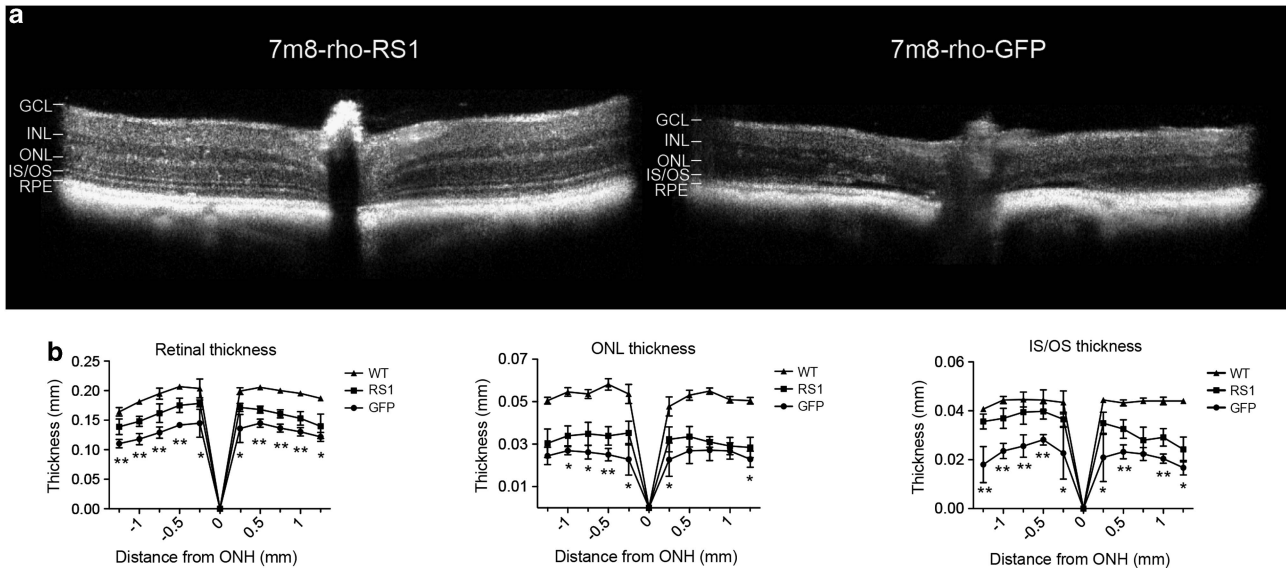 a
7m8-rho-RS1
7m8-rho-GFP
GCL
INL
ONL
IS/OS
RPE
GCL
INL
ONL
IS/OS
RPE
b
Retinal thickness
Thickness (mm)
0.25
0.20
0.15
0.10
0.05
0.00
** ** ** ** * * ** ** ** *
-1 -0.5 0 0.5 1
Distance from ONH (mm)
WT
RS1
GFP
ONL thickness
Thickness (mm)
0.07
0.05
0.03
0.01
* * ** * * *
-1 -0.5 0 0.5 1
Distance from ONH (mm)
WT
RS1
GFP
IS/OS thickness
Thickness (mm)
0.06
0.04
0.02
0.00
** ** ** ** * * ** ** *
-1 -0.5 0 0.5 1
Distance from ONH (mm)
WT
RS1
GFP